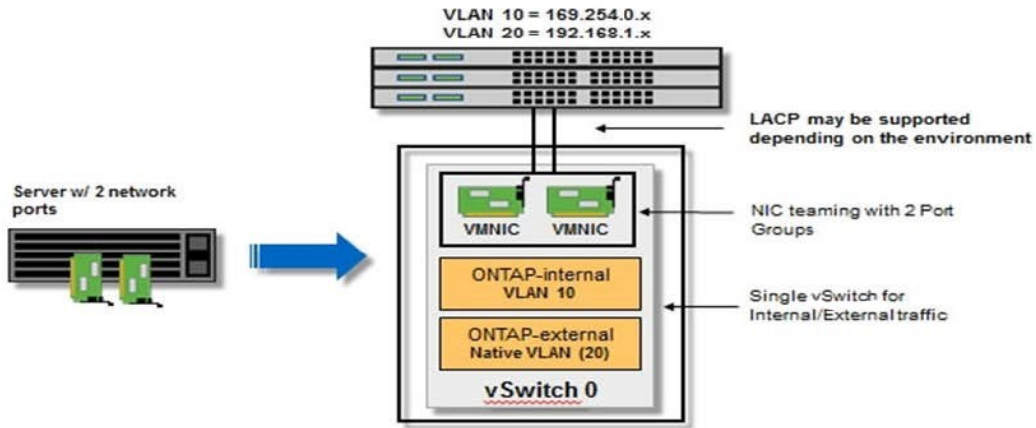 VLAN 10 = 169.254.0.x
VLAN 20 = 192.168.1.x
LACP may be supported
depending on the environment
Server w/ 2 network
ports
VMNIC VMNIC
NIC teaming with 2 Port
Groups
ONTAP-internal
VLAN 10
Single vSwitch for
Internal/External traffic
ONTAP-external
Native VLAN (20)
vSwitch 0